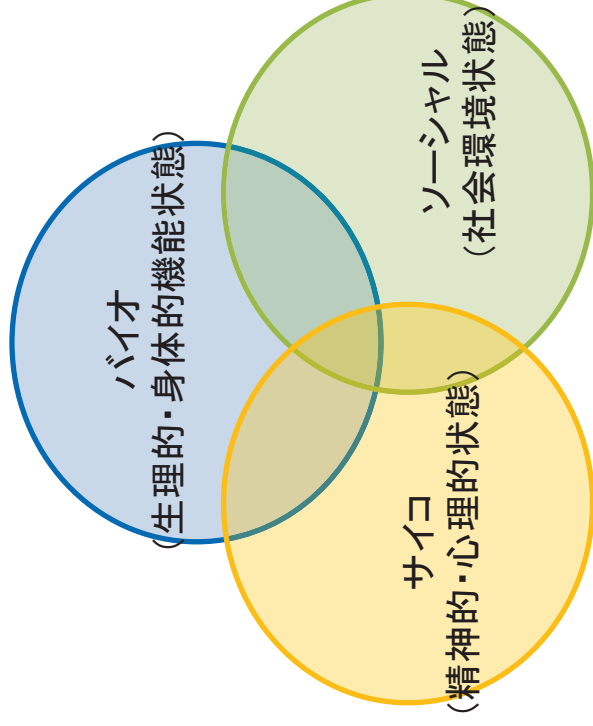 バイオ
(生理的・身体的機能状態)
サイコ
(精神的・心理的状態)
ソーシャル
(社会環境状態)